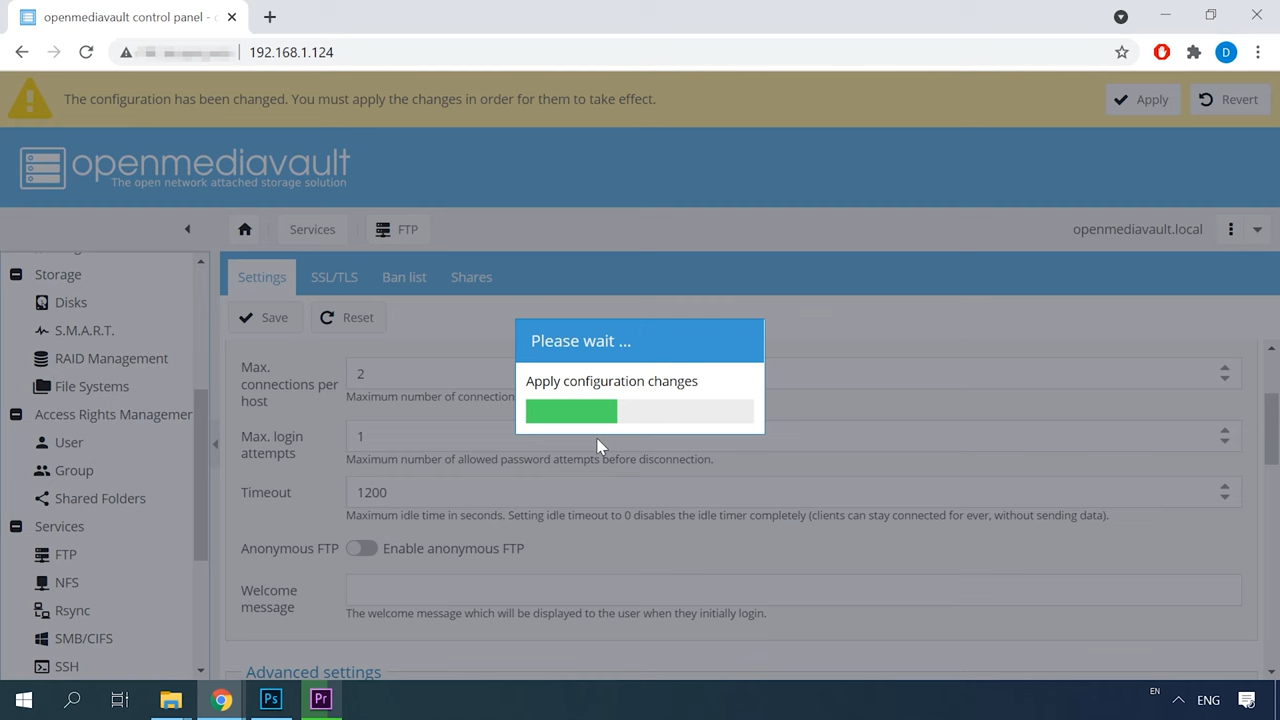 openmediavault control panel -
192.168.1.124
D
The configuration has been changed. You must apply the changes in order for them to take effect.
Apply
Revert
openmediavault
The open network attached storage solution
Services
FTP
openmediavault.local
Storage
Disks
S.M.A.R.T.
RAID Management
File Systems
Access Rights Managemer
User
Group
Shared Folders
Services
FTP
NFS
Rsync
SMB/CIFS
SSH
Settings
SSL/TLS
Ban list
Shares
Save
Reset
Max.
connections per
host
2
Maximum number of connection
Max. login
attempts
1
Maximum number of allowed password attempts before disconnection.
Timeout
1200
Maximum idle time in seconds. Setting idle timeout to 0 disables the idle timer completely (clients can stay connected for ever, without sending data).
Anonymous FTP
Enable anonymous FTP
Welcome
message
The welcome message which will be displayed to the user when they initially login.
Advanced settings
Please wait ...
Apply configuration changes
Ps
Pr
EN
ENG